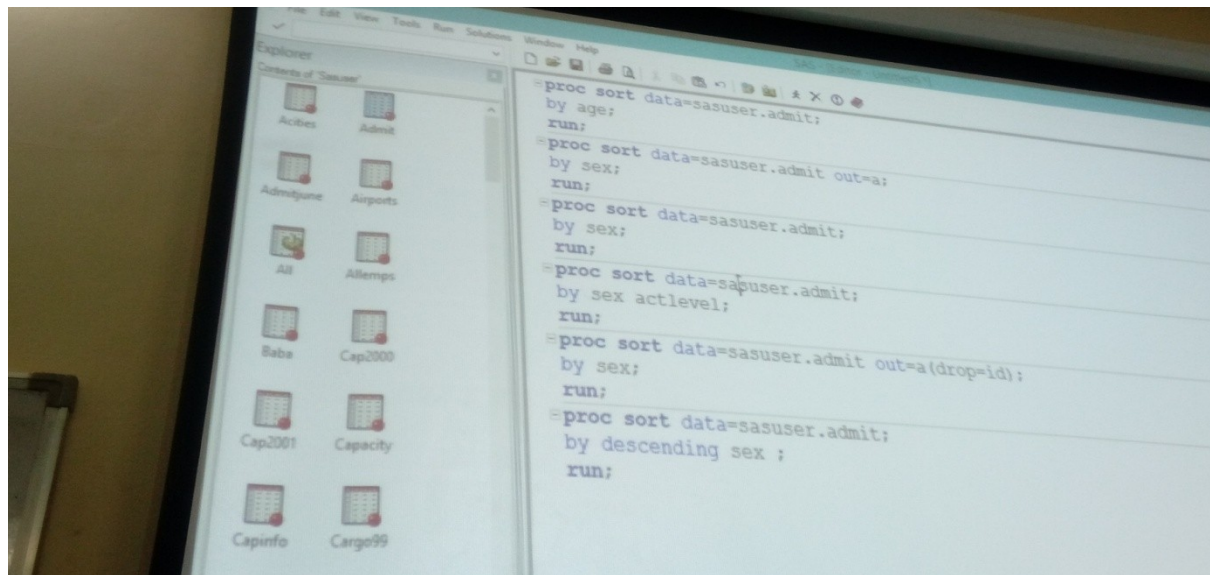 File Edit View Tools Run Solutions Window Help
Explorer
Contents of 'Sasuser'
Acities Admit
Admitjune Airports
All Allemps
Baba Cap2000
Cap2001 Capacity
Capinfo Cargo99
proc sort data=sasuser.admit;
by age;
run;
proc sort data=sasuser.admit out=a;
by sex;
run;
proc sort data=sasuser.admit;
by sex;
run;
proc sort data=sasuser.admit;
by sex actlevel;
run;
proc sort data=sasuser.admit out=a(drop=id);
by sex;
run;
proc sort data=sasuser.admit;
by descending sex ;
run;